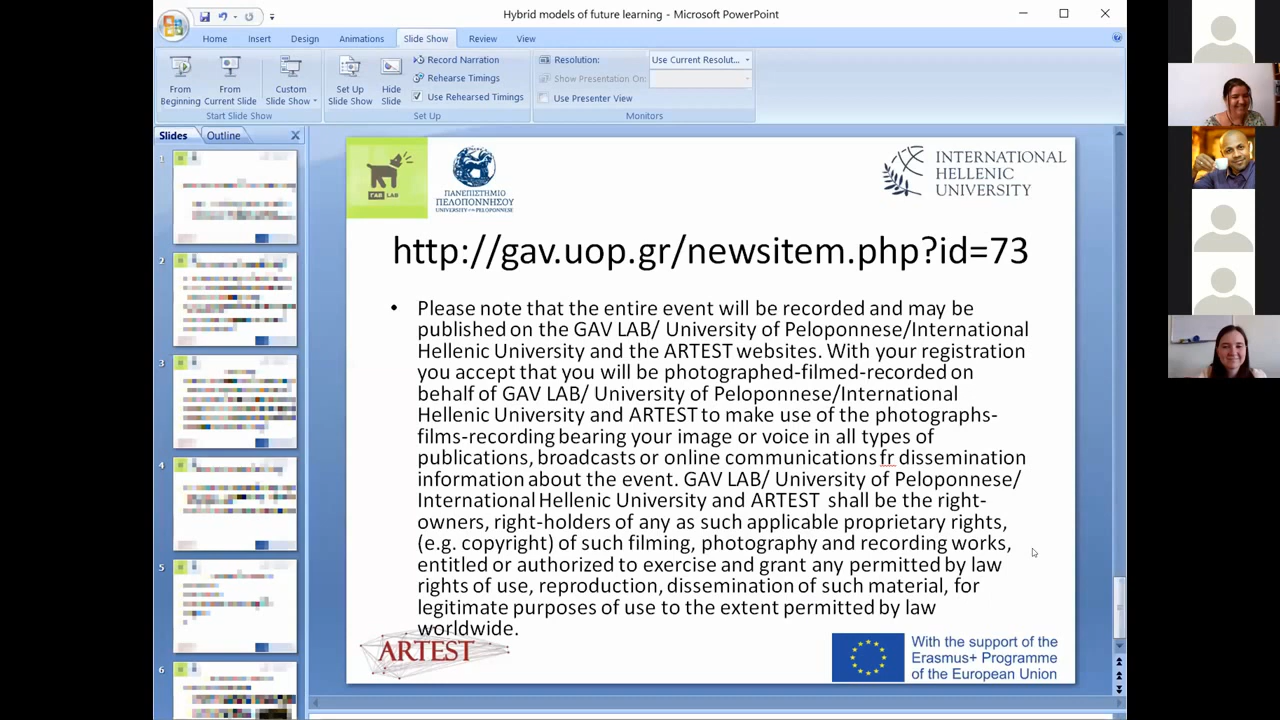 Hybrid models of future learning - Microsoft PowerPoint
Home Insert Design Animations Slide Show Review View
From Beginning
From Current Slide
Custom Slide Show
Start Slide Show
Set Up Slide Show
Hide Slide
Record Narration
Rehearse Timings
Use Rehearsed Timings
Set Up
Resolution: Use Current Resolut...
Show Presentation On:
Use Presenter View
Monitors
Slides Outline
1
2
3
4
5
6
LAB
ΠΑΝΕΠΙΣΤΗΜΙΟ
ΠΕΛΟΠΟΝΝΗΣΟΥ
UNIVERSITY OF THE PELOPONNESE
INTERNATIONAL
HELLENIC
UNIVERSITY
http://gav.uop.gr/newsitem.php?id=73
• Please note that the entire event will be recorded and may be
published on the GAV LAB/ University of Peloponnese/International
Hellenic University and the ARTEST websites. With your registration
you accept that you will be photographed-filmed-recorded on
behalf of GAV LAB/ University of Peloponnese/International
Hellenic University and ARTEST to make use of the photographs-
films-recording bearing your image or voice in all types of
publications, broadcasts or online communications in dissemination
information about the event. GAV LAB/ University of Peloponnese/
International Hellenic University and ARTEST shall be the right-
owners, right-holders of any as such applicable proprietary rights,
(e.g. copyright) of such filming, photography and recording works,
entitled or authorized to exercise and grant any permitted by law
rights of use, reproduction, dissemination of such material, for
legitimate purposes of use to the extent permitted by law
worldwide.
ARTEST
With the support of the
Erasmus+ Programme
of the European Union